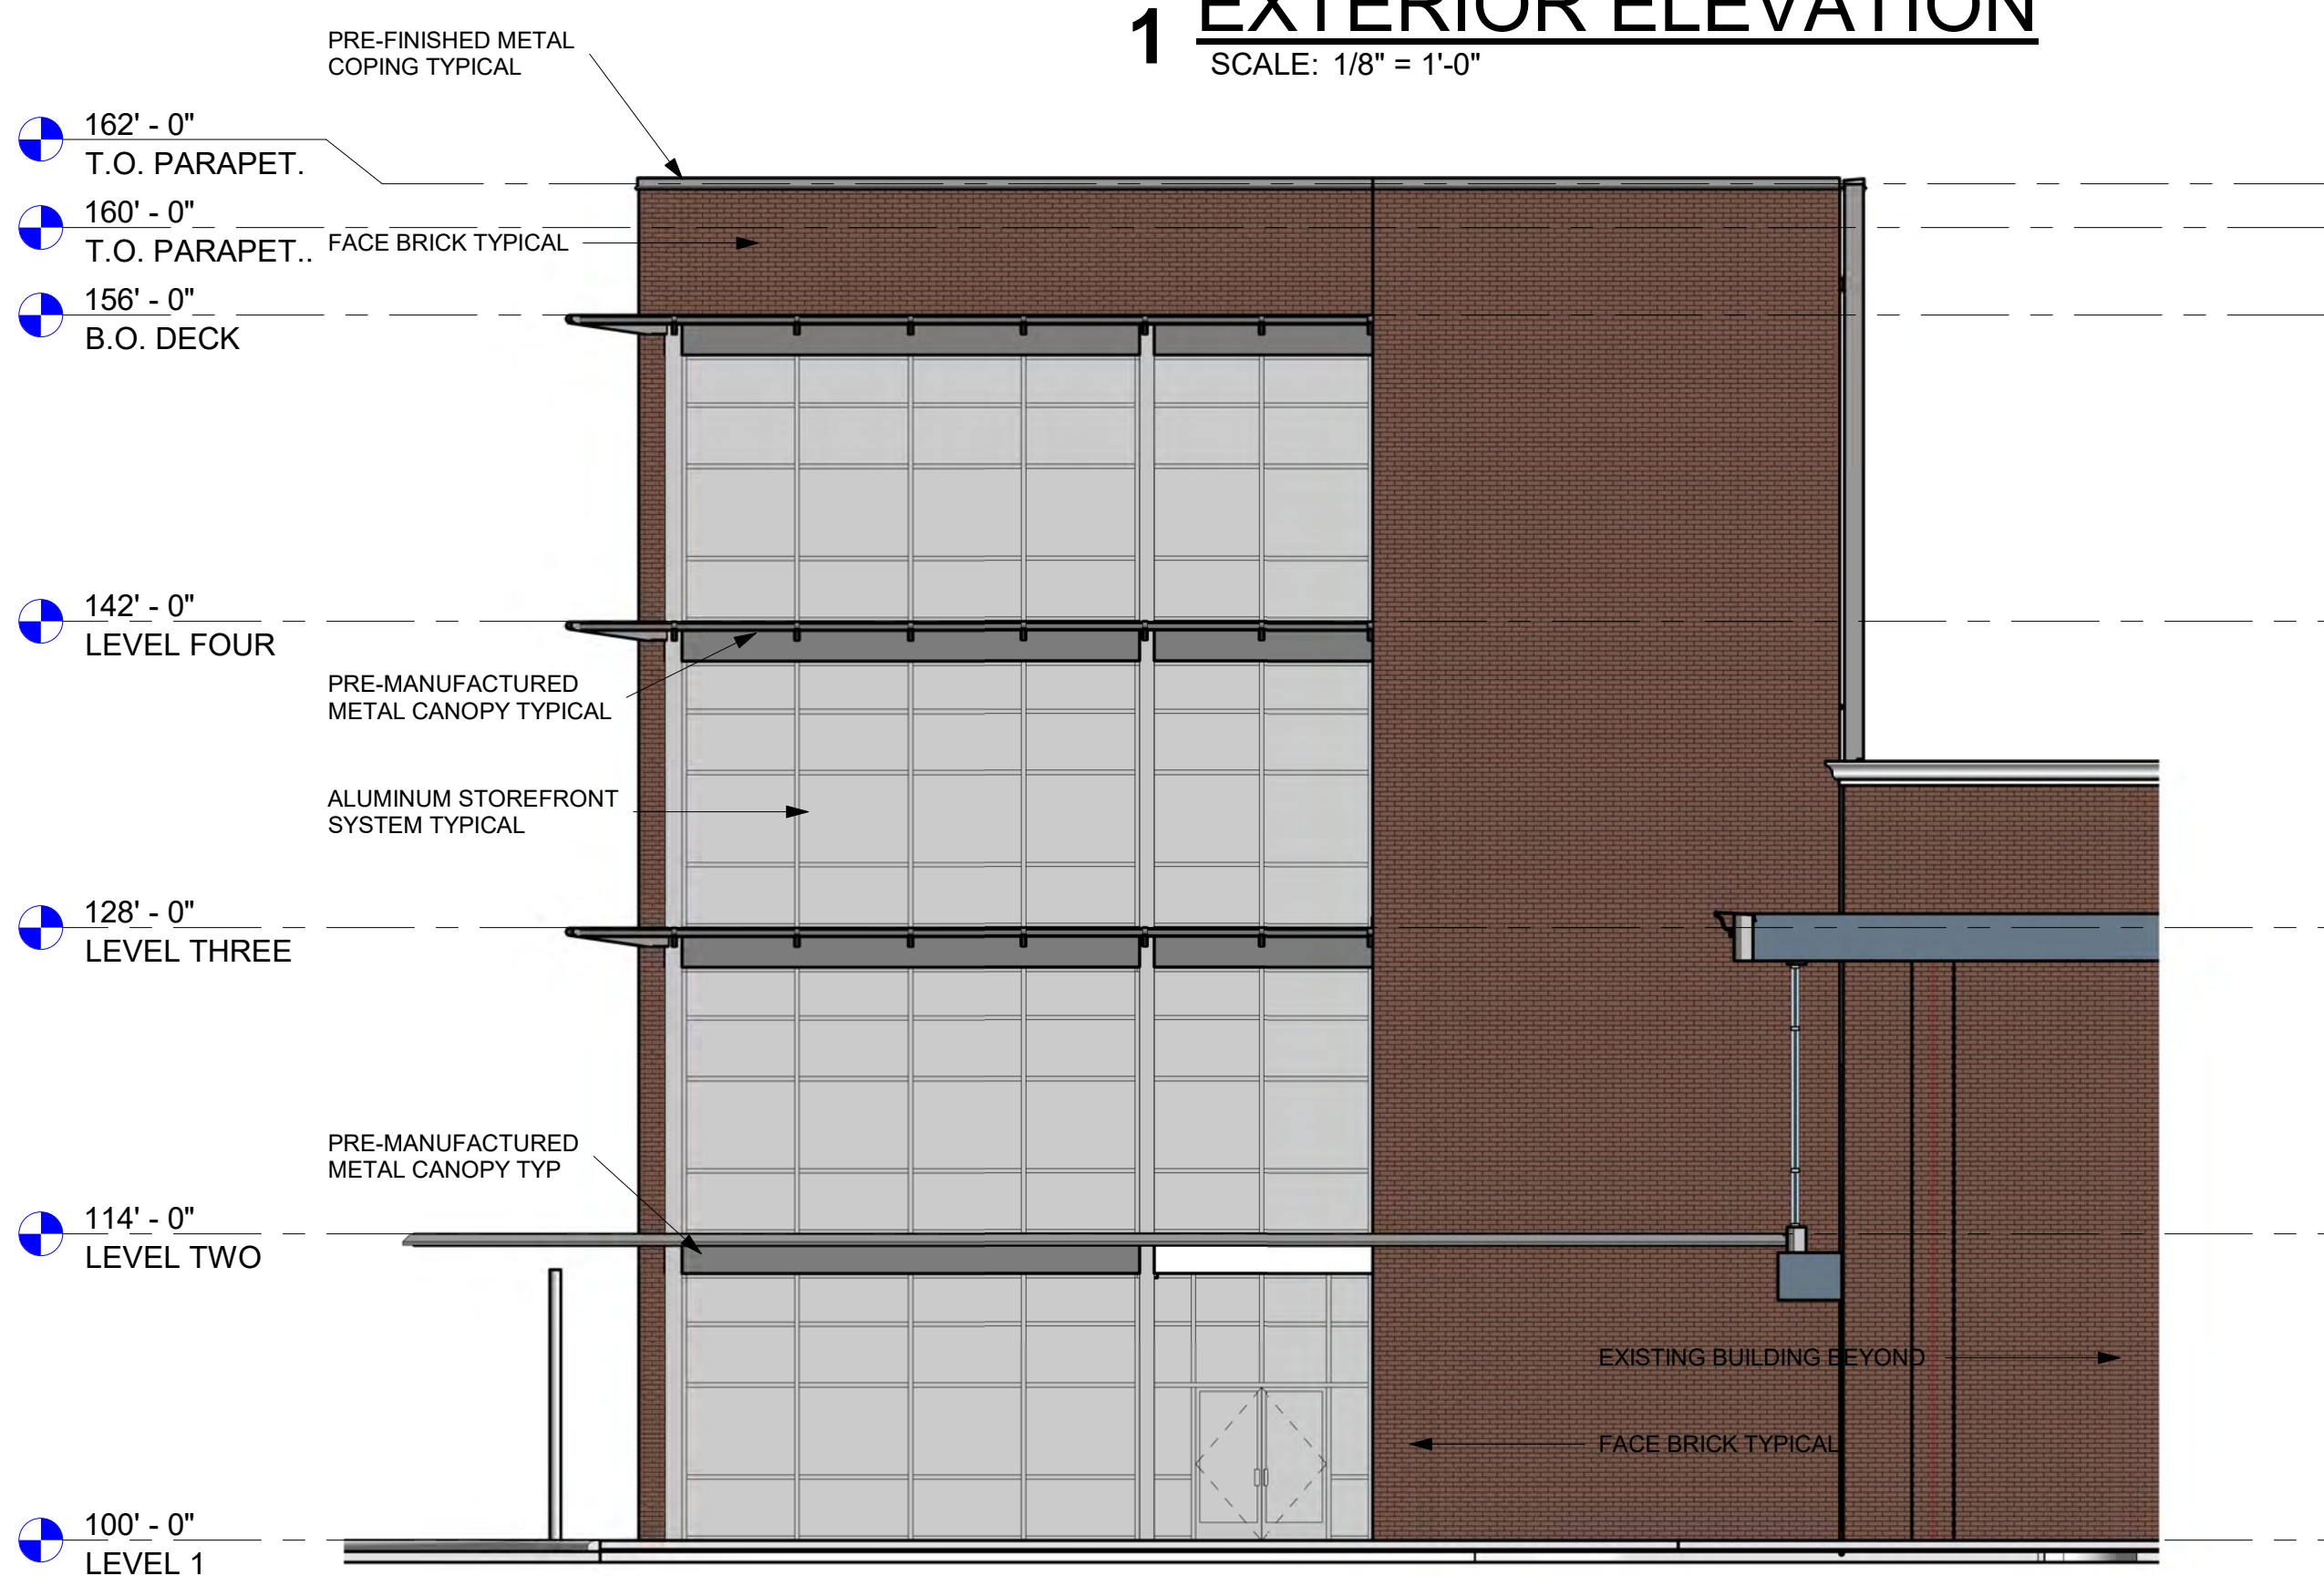 1 EXTERIOR ELEVATION
SCALE: 1/8" = 1'-0"
PRE-FINISHED METAL
COPING TYPICAL
162' - 0"
T.O. PARAPET.
160' - 0"
T.O. PARAPET..
FACE BRICK TYPICAL
156' - 0"
B.O. DECK
142' - 0"
LEVEL FOUR
PRE-MANUFACTURED
METAL CANOPY TYPICAL
ALUMINUM STOREFRONT
SYSTEM TYPICAL
128' - 0"
LEVEL THREE
PRE-MANUFACTURED
METAL CANOPY TYP
114' - 0"
LEVEL TWO
EXISTING BUILDING BEYOND
FACE BRICK TYPICAL
100' - 0"
LEVEL 1